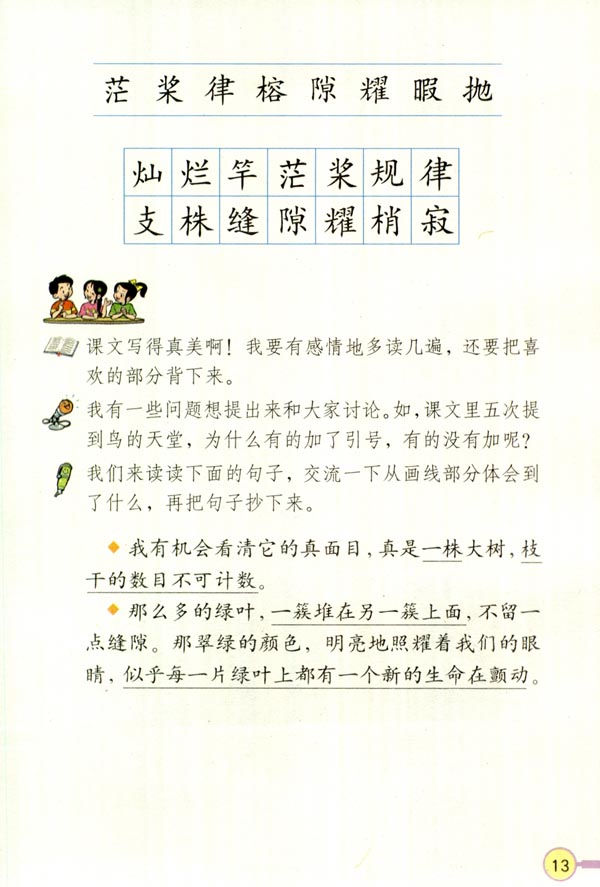 茫 桨 律 榕 隙 耀 暇 抛
灿 烂 竿 茫 桨 规 律
支 株 缝 隙 耀 梢 寂
课文写得真美啊！我要有感情地多读几遍，还要把喜
欢的部分背下来。
我有一些问题想提出来和大家讨论。如，课文里五次提
到鸟的天堂，为什么有的加了引号，有的没有加呢？
我们来读读下面的句子，交流一下从画线部分体会到
了什么，再把句子抄下来。
◆ 我有机会看清它的真面目，真是一株大树，枝
干的数目不可计数。
◆ 那么多的绿叶，一簇堆在另一簇上面，不留一
点缝隙。那翠绿的颜色，明亮地照耀着我们的眼
睛，似乎每一片绿叶上都有一个新的生命在颤动。
13